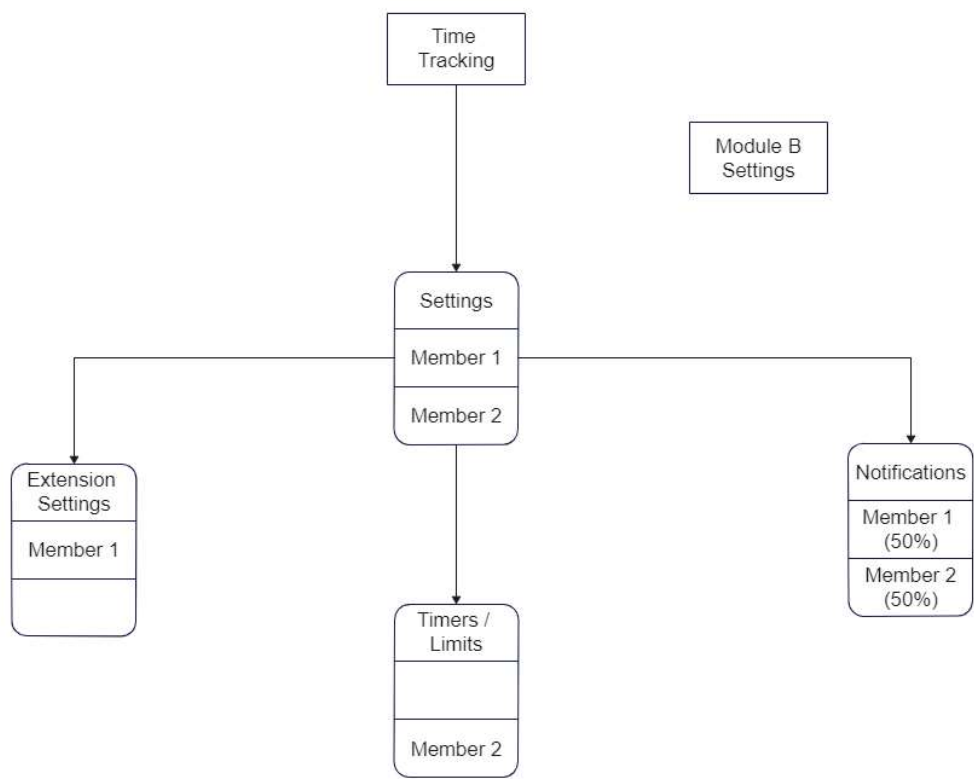 Time
Tracking
Module B
Settings
Settings
Member 1
Member 2
Extension
Settings
Member 1
Timers /
Limits
Member 2
Notifications
Member 1
(50%)
Member 2
(50%)